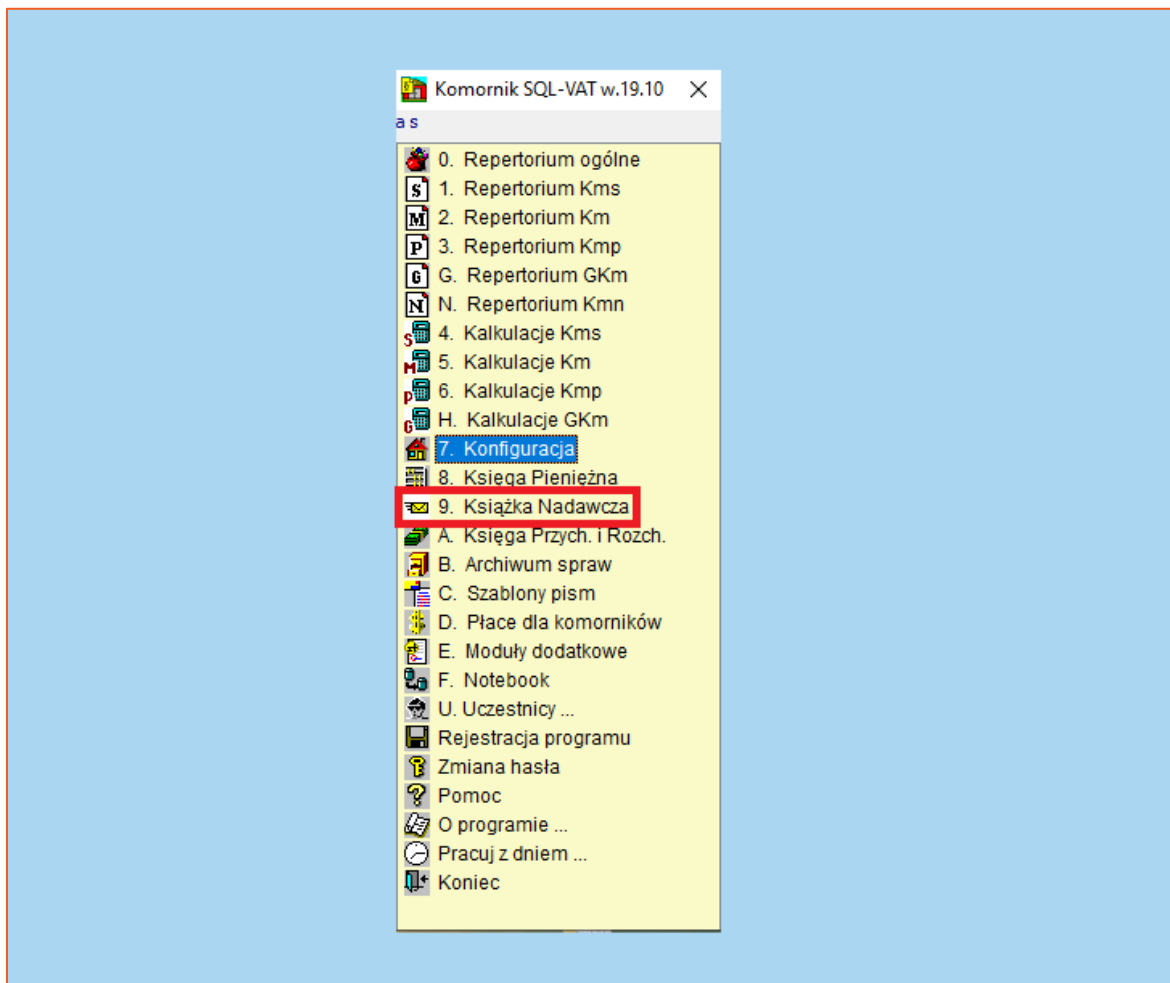 Komornik SQL-VAT w.19.10
a s
0. Repertorium ogólne
S 1. Repertorium Kms
M 2. Repertorium Km
P 3. Repertorium Kmp
G G. Repertorium GKm
N N. Repertorium Kmn
S 4. Kalkulacje Kms
M 5. Kalkulacje Km
P 6. Kalkulacje Kmp
G H. Kalkulacje GKm
7. Konfiguracja
8. Księga Pieniężna
9. Książka Nadawcza
A. Księga Przych. i Rozch.
B. Archiwum spraw
C. Szablony pism
D. Płace dla komorników
E. Moduły dodatkowe
F. Notebook
U. Uczestnicy ...
Rejestracja programu
Zmiana hasła
Pomoc
O programie ...
Pracuj z dniem ...
Koniec